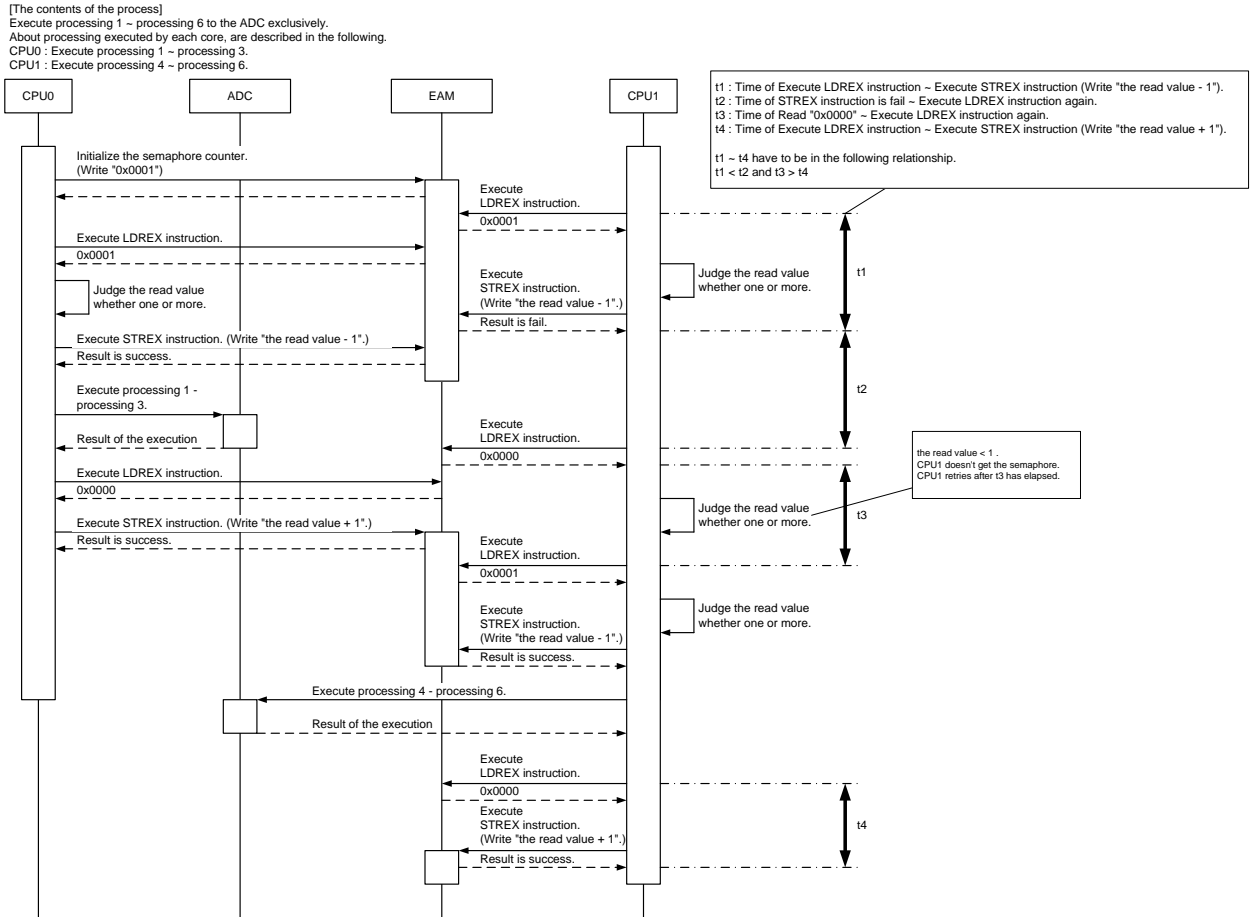 [The contents of the process]
Execute processing 1 ~ processing 6 to the ADC exclusively.
About processing executed by each core, are described in the following.
CPU0 : Execute processing 1 ~ processing 3.
CPU1 : Execute processing 4 ~ processing 6.
CPU0
ADC
EAM
CPU1
t1 : Time of Execute LDREX instruction ~ Execute STREX instruction (Write "the read value - 1").
t2 : Time of STREX instruction is fail ~ Execute LDREX instruction again.
t3 : Time of Read "0x0000" ~ Execute LDREX instruction again.
t4 : Time of Execute LDREX instruction ~ Execute STREX instruction (Write "the read value + 1").
t1 ~ t4 have to be in the following relationship.
t1 < t2 and t3 > t4
Initialize the semaphore counter.
(Write "0x0001")
Execute
LDREX instruction.
0x0001
Execute LDREX instruction.
0x0001
Judge the read value
whether one or more.
Execute
STREX instruction.
(Write "the read value - 1".)
Result is fail.
Judge the read value
whether one or more.
t1
Execute STREX instruction. (Write "the read value - 1".)
Result is success.
Execute processing 1 -
processing 3.
Result of the execution
t2
Execute
LDREX instruction.
0x0000
the read value < 1 .
CPU1 doesn't get the semaphore.
CPU1 retries after t3 has elapsed.
Execute LDREX instruction.
0x0000
Judge the read value
whether one or more.
t3
Execute STREX instruction. (Write "the read value + 1".)
Result is success.
Execute
LDREX instruction.
0x0001
Judge the read value
whether one or more.
Execute
STREX instruction.
(Write "the read value - 1".)
Result is success.
Execute processing 4 - processing 6.
Result of the execution
Execute
LDREX instruction.
0x0000
Execute
STREX instruction.
(Write "the read value + 1".)
Result is success.
t4